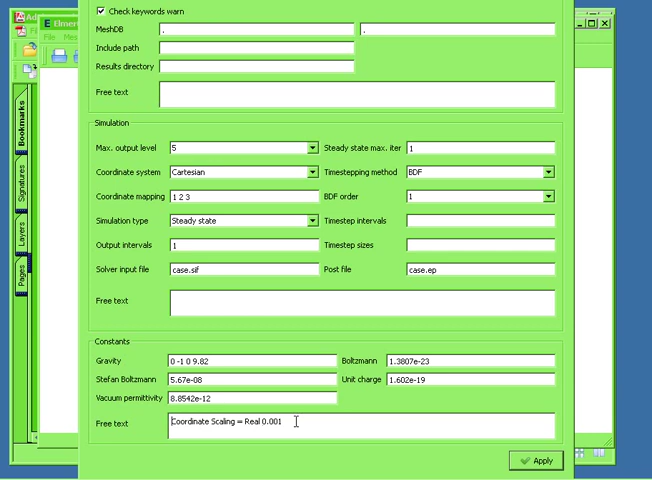 Ad
Elmer
Check keywords warn
File
Mes
MeshDB . .
Include path
Results directory
Free text
Bookmarks
Signatures
Layers
Pages
Simulation
Max. output level 5 Steady state max. iter 1
Coordinate system Cartesian Timestepping method BDF
Coordinate mapping 1 2 3 BDF order 1
Simulation type Steady state Timestep intervals
Output intervals 1 Timestep sizes
Solver input file case.sif Post file case.ep
Free text
Constants
Gravity 0 -1 0 9.82 Boltzmann 1.3807e-23
Stefan Boltzmann 5.67e-08 Unit charge 1.602e-19
Vacuum permittivity 8.8542e-12
Free text Coordinate Scaling = Real 0.001
Apply